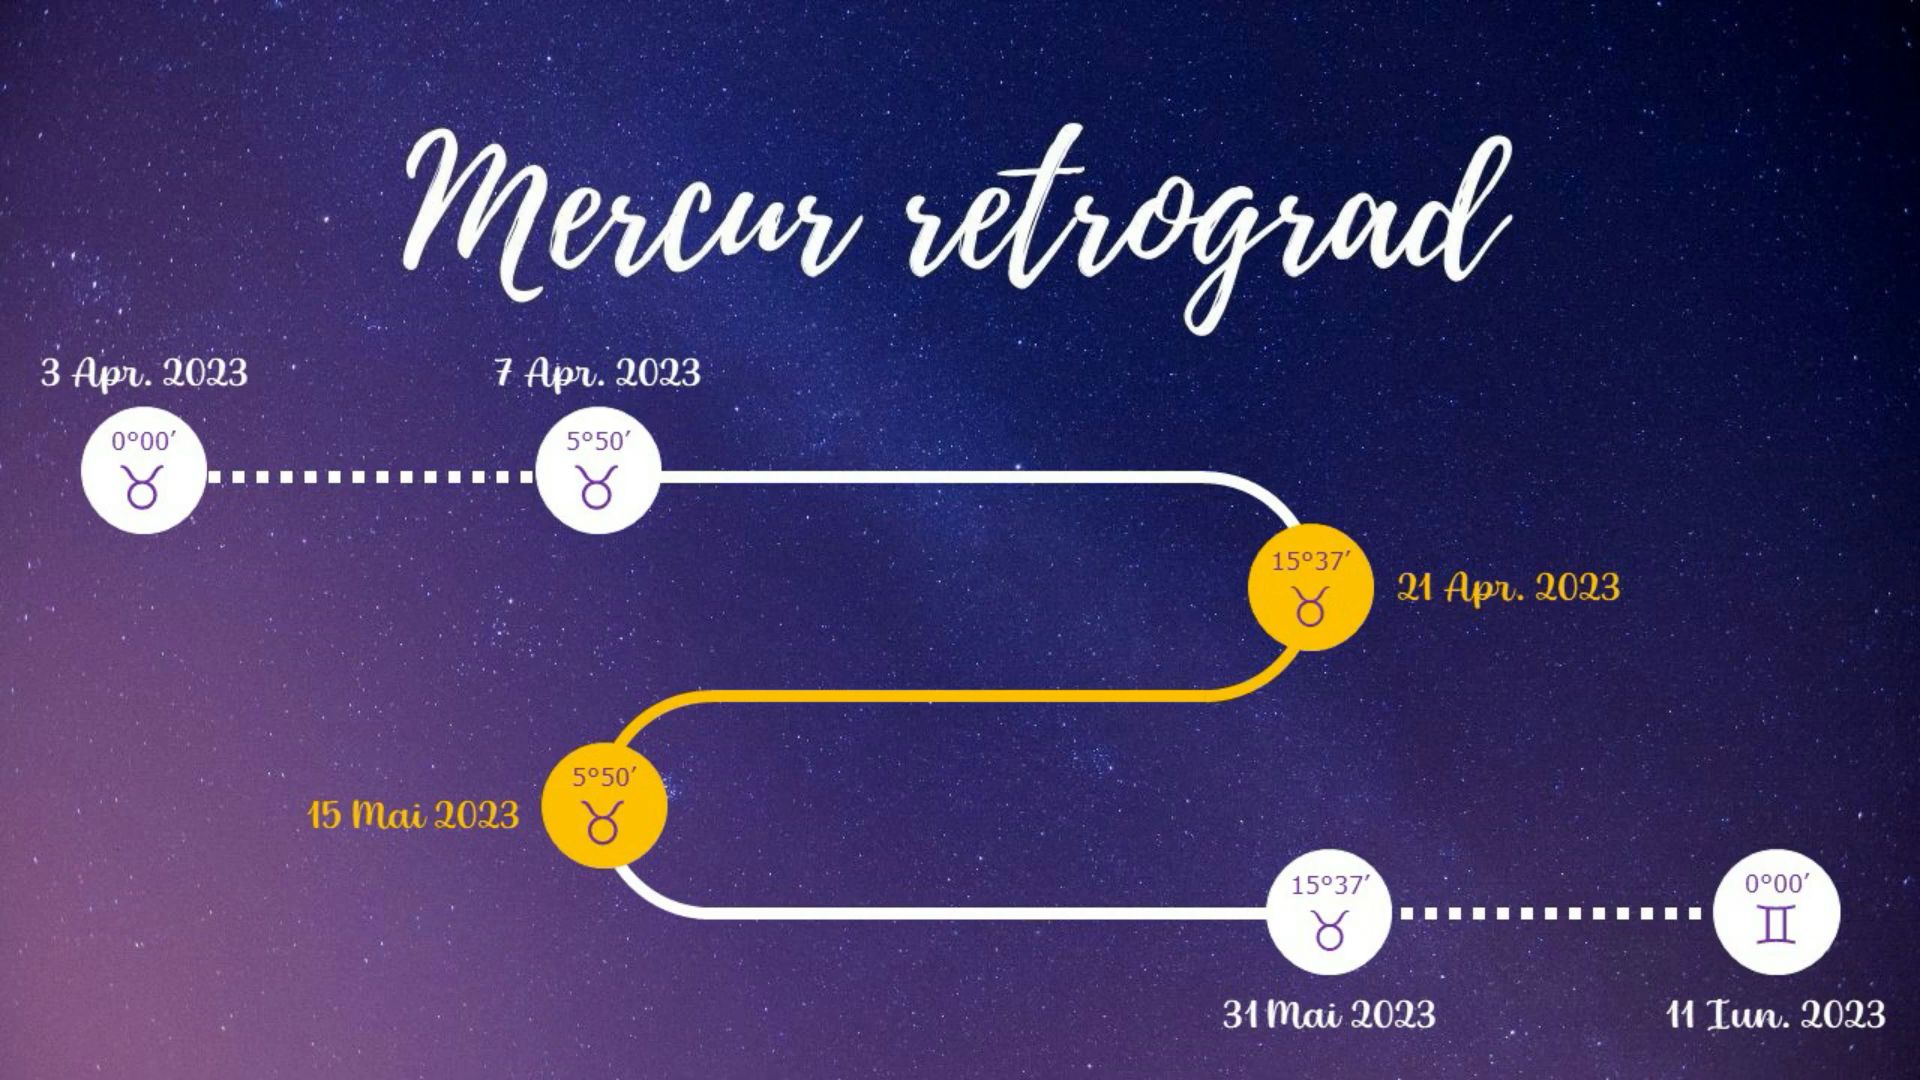 Mercur retrograd
3 Apr. 2023
7 Apr. 2023
0°00′
♉
5°50′
♉
15°37′
♉
21 Apr. 2023
5°50′
♉
15 Mai 2023
15°37′
♉
0°00′
♊
31 Mai 2023
11 Iun. 2023